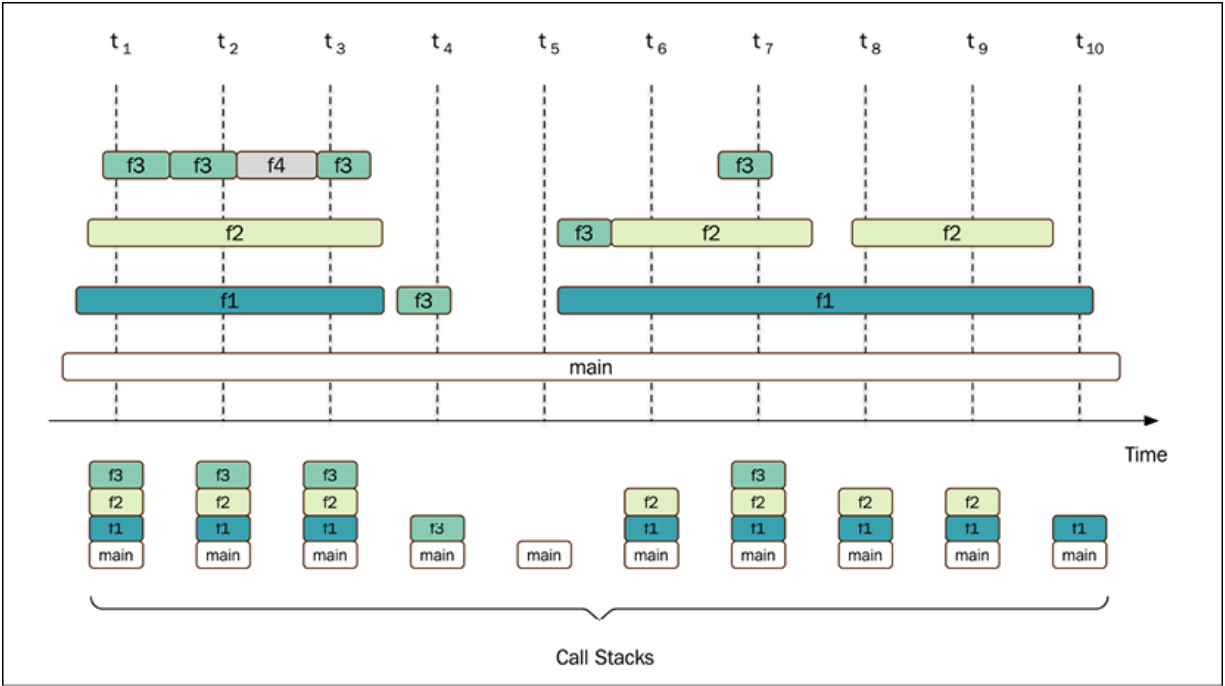 t1 t2 t3 t4 t5 t6 t7 t8 t9 t10
f3 f3 f4 f3 f3
f2 f3 f2 f2
f1 f3 f1
main
Time
f3 f3 f3 f3
f2 f2 f2 f2 f2 f2 f2
f1 f1 f1 f3 f1 f1 f1 f1 f1
main main main main main main main main main main
Call Stacks